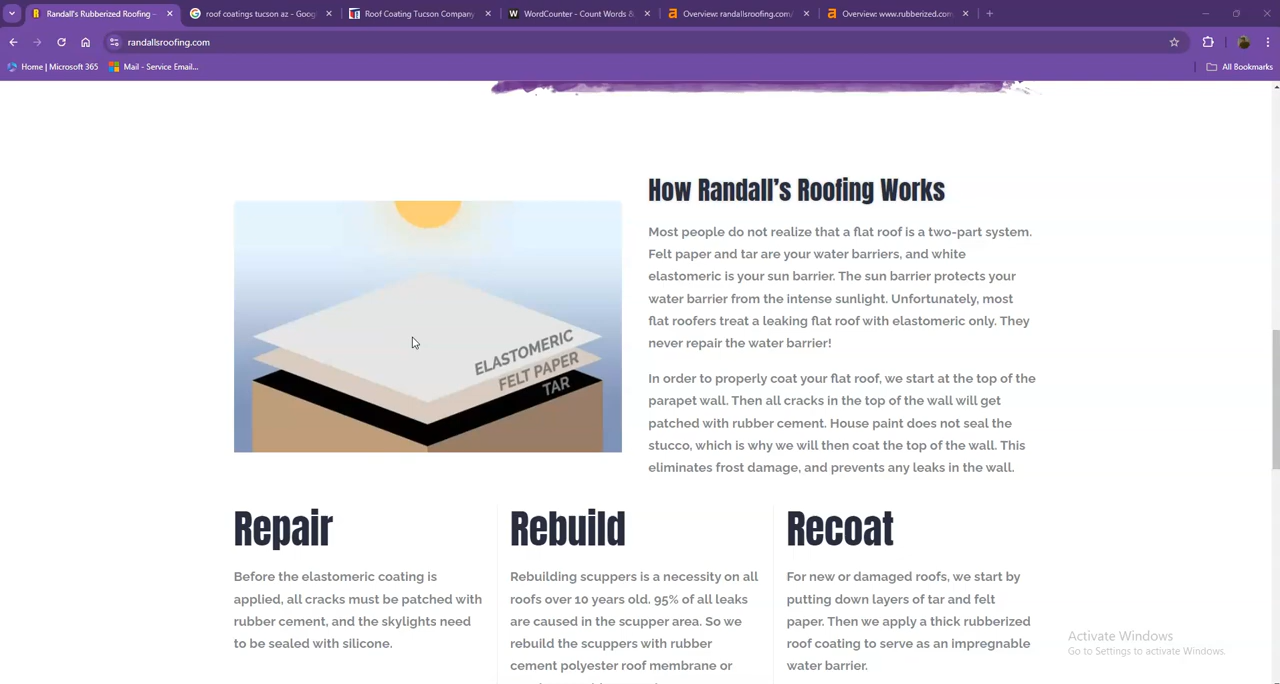 Randall's Rubberized Roofing –
roof coatings tucson az - Goog
Roof Coating Tucson Company
WordCounter - Count Words &
Overview: randallsroofing.com/
Overview: www.rubberized.com
randallsroofing.com
Home | Microsoft 365
Mail - Service Email...
All Bookmarks
How Randall's Roofing Works
Most people do not realize that a flat roof is a two-part system.
Felt paper and tar are your water barriers, and white
elastomeric is your sun barrier. The sun barrier protects your
water barrier from the intense sunlight. Unfortunately, most
flat roofers treat a leaking flat roof with elastomeric only. They
never repair the water barrier!
In order to properly coat your flat roof, we start at the top of the
parapet wall. Then all cracks in the top of the wall will get
patched with rubber cement. House paint does not seal the
stucco, which is why we will then coat the top of the wall. This
eliminates frost damage, and prevents any leaks in the wall.
ELASTOMERIC
FELT PAPER
TAR
Repair
Before the elastomeric coating is
applied, all cracks must be patched with
rubber cement, and the skylights need
to be sealed with silicone.
Rebuild
Rebuilding scuppers is a necessity on all
roofs over 10 years old. 95% of all leaks
are caused in the scupper area. So we
rebuild the scuppers with rubber
cement polyester roof membrane or
Recoat
For new or damaged roofs, we start by
putting down layers of tar and felt
paper. Then we apply a thick rubberized
roof coating to serve as an impregnable
water barrier.
Activate Windows
Go to Settings to activate Windows.